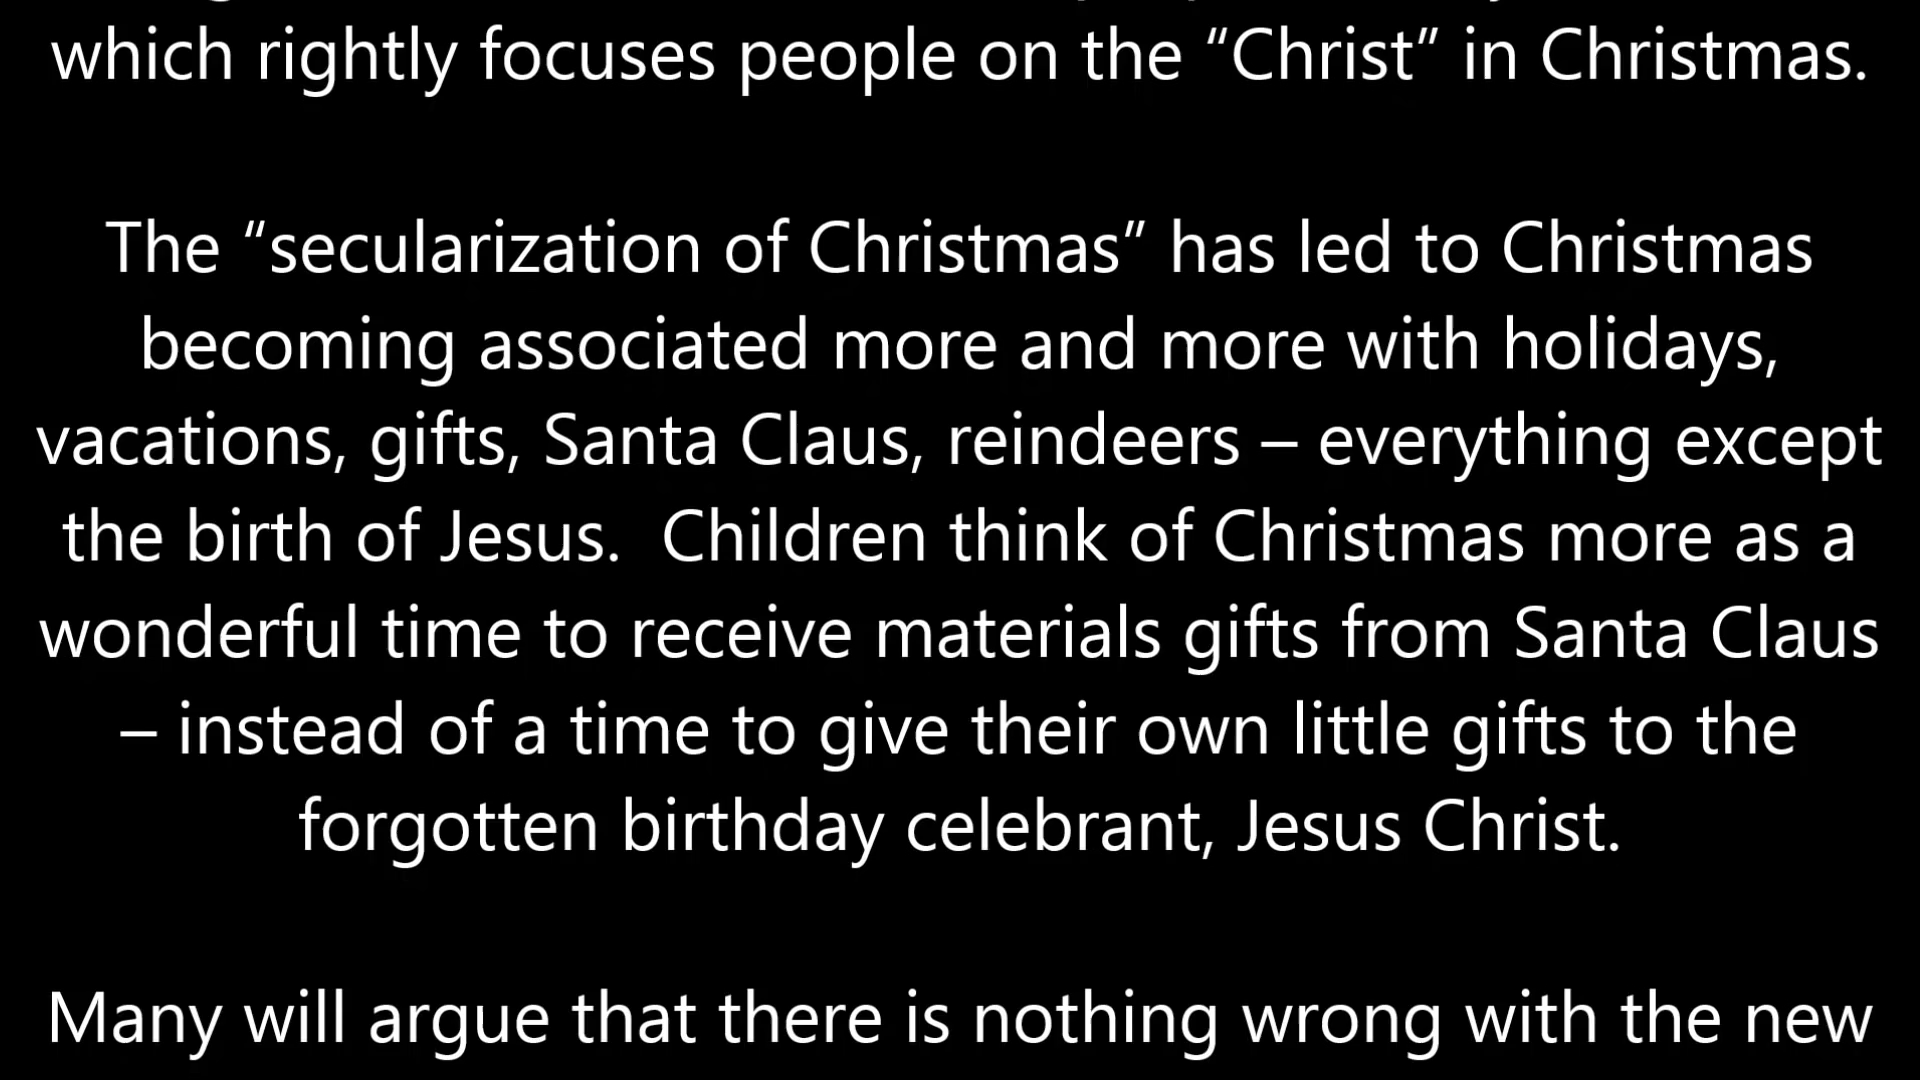 which rightly focuses people on the “Christ” in Christmas.
The “secularization of Christmas” has led to Christmas
becoming associated more and more with holidays,
vacations, gifts, Santa Claus, reindeers – everything except
the birth of Jesus.  Children think of Christmas more as a
wonderful time to receive materials gifts from Santa Claus
– instead of a time to give their own little gifts to the
forgotten birthday celebrant, Jesus Christ.
Many will argue that there is nothing wrong with the new